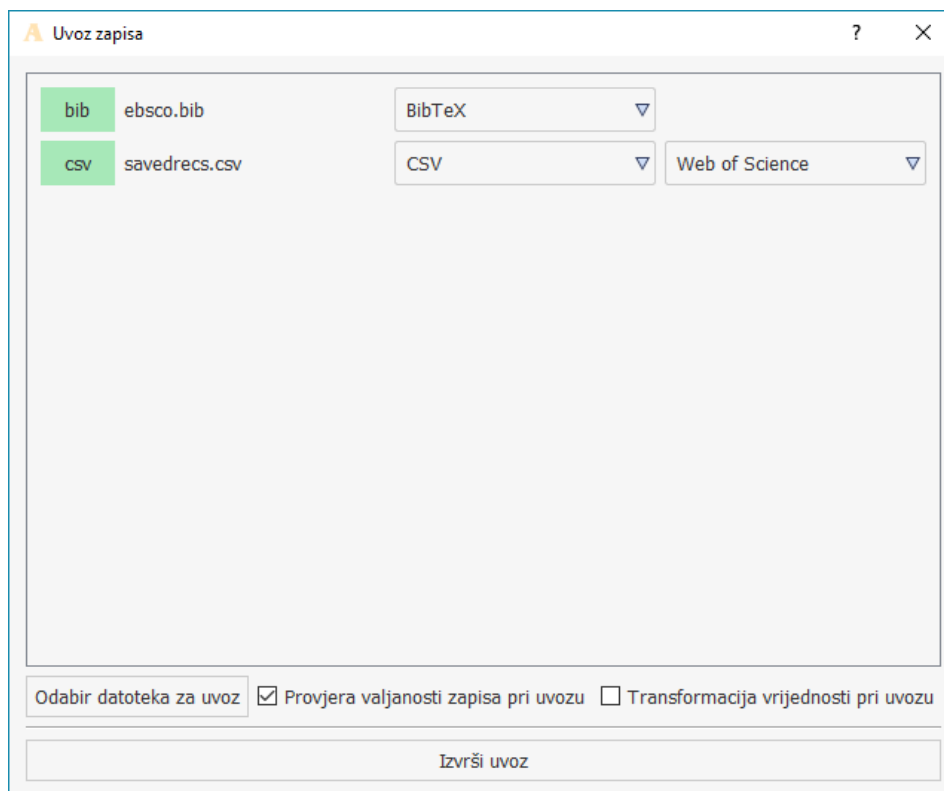 A Uvoz zapisa ?
bib ebsco.bib BibTeX
csv savedrecs.csv CSV Web of Science
Odabir datoteka za uvoz Provjera valjanosti zapisa pri uvozu Transformacija vrijednosti pri uvozu
Izvrši uvoz